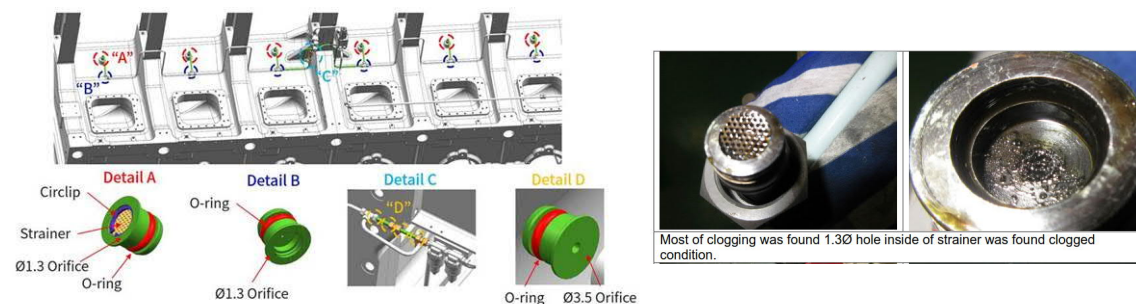 “A”
“B”
“C”
Detail A
Circlip
Strainer
Ø1.3 Orifice
O-ring
Detail B
O-ring
Ø1.3 Orifice
Detail C
“D”
Detail D
O-ring
Ø3.5 Orifice
Most of clogging was found 1.3Ø hole inside of strainer was found clogged
condition.